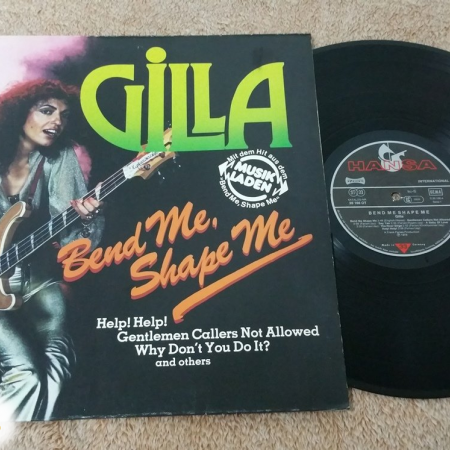 GILLA
Mit dem Hit aus dem
MUSIK
LADEN
"Bend Me, Shape Me"
Bend Me,
Shape Me
Help! Help!
Gentlemen Callers Not Allowed
Why Don't You Do It?
and others
HANSA
INTERNATIONAL
BEND ME SHAPE ME